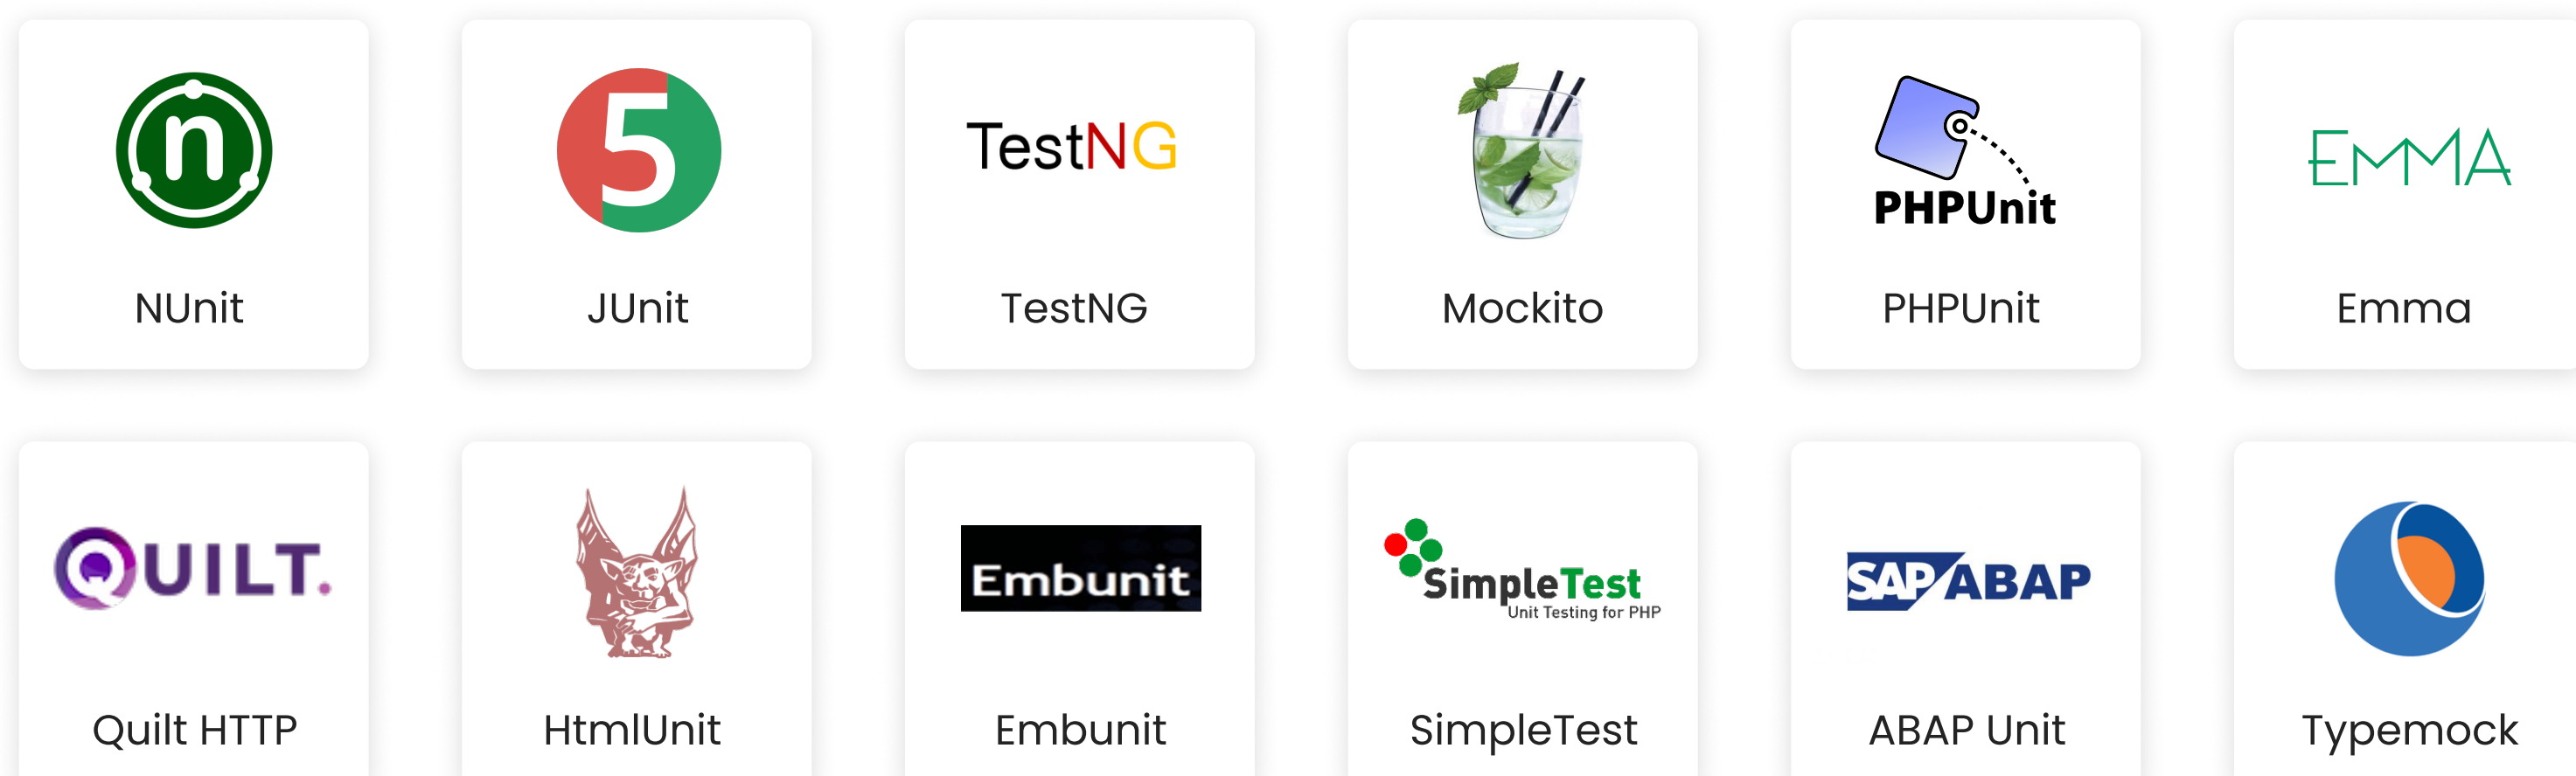 n
5
TestNG
PHPUnit
EMMA
NUnit
JUnit
TestNG
Mockito
PHPUnit
Emma
QUILT.
Embunit
SimpleTest
Unit Testing for PHP
SAP ABAP
Quilt HTTP
HtmlUnit
Embunit
SimpleTest
ABAP Unit
Typemock